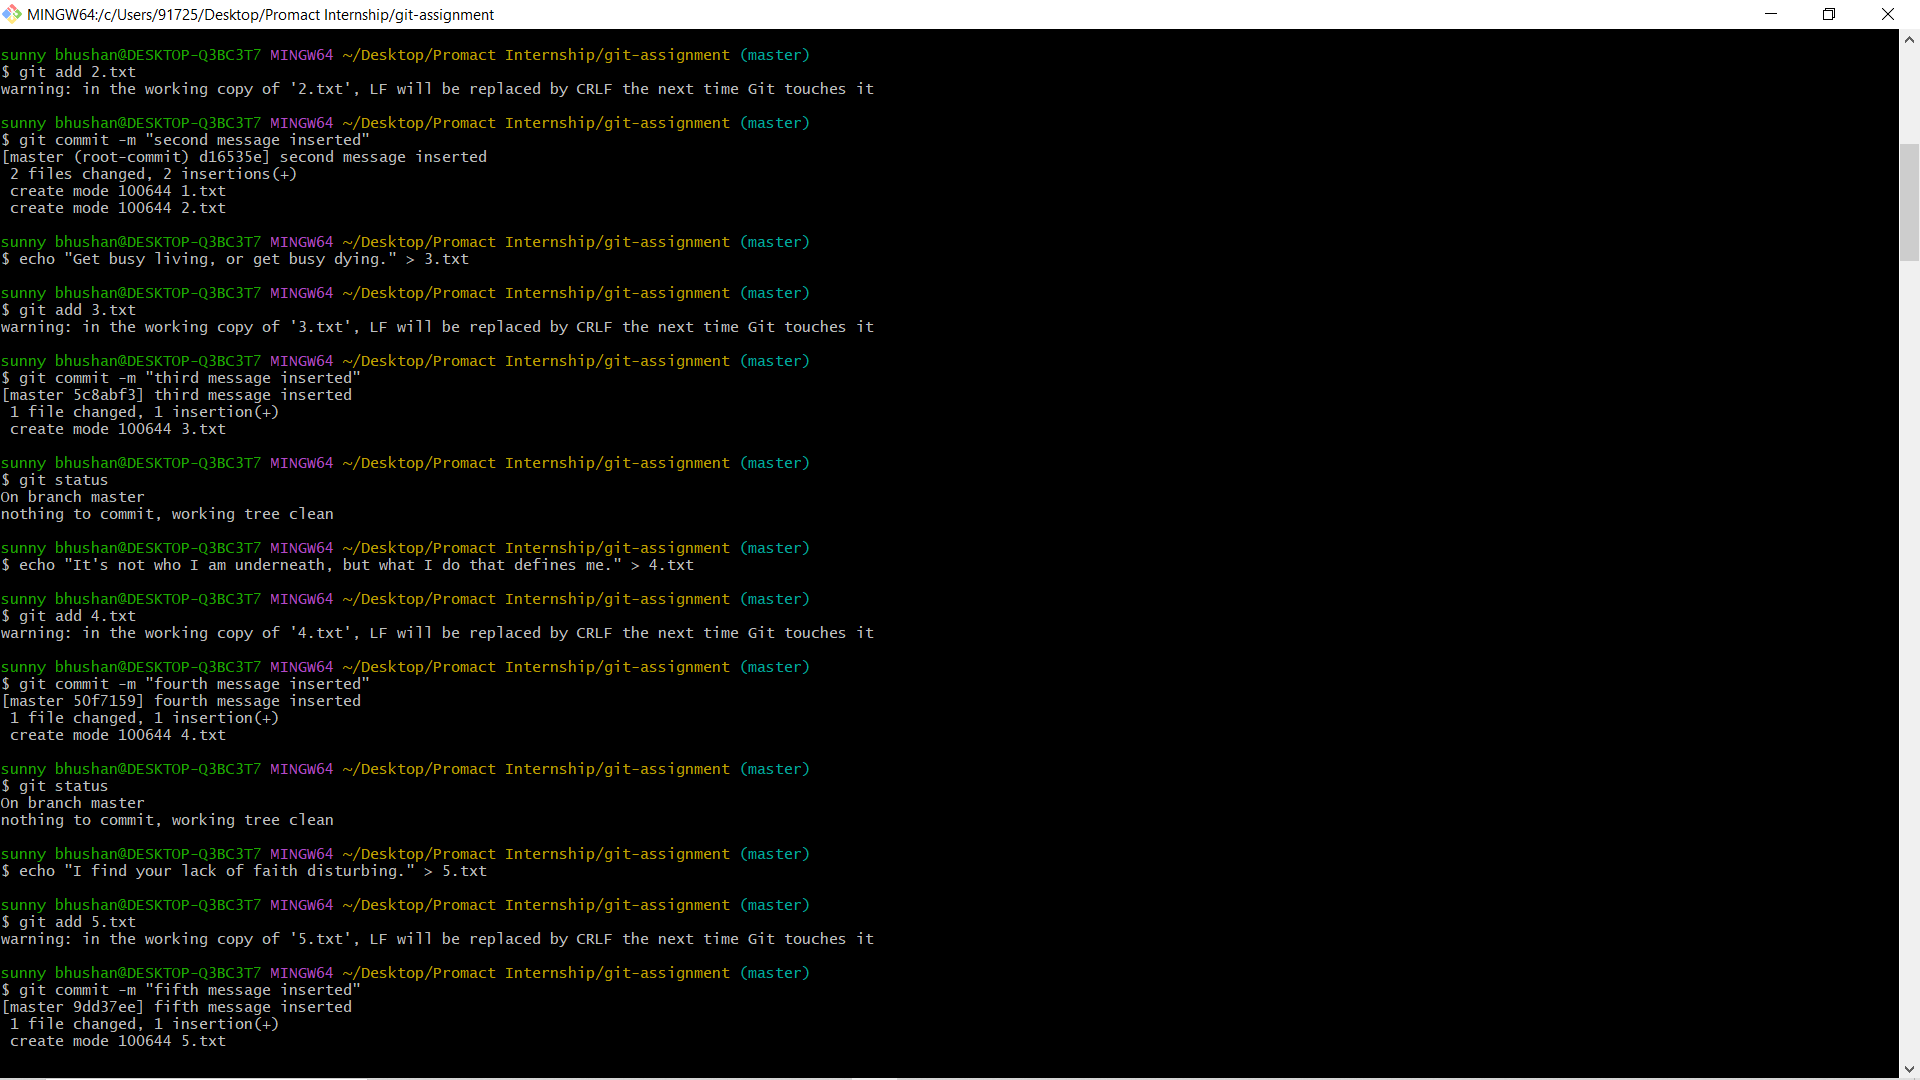 MINGW64:/c/Users/91725/Desktop/Promact Internship/git-assignment
sunny bhushan@DESKTOP-Q3BC3T7 MINGW64 ~/Desktop/Promact Internship/git-assignment (master)
$ git add 2.txt
warning: in the working copy of '2.txt', LF will be replaced by CRLF the next time Git touches it
sunny bhushan@DESKTOP-Q3BC3T7 MINGW64 ~/Desktop/Promact Internship/git-assignment (master)
$ git commit -m "second message inserted"
[master (root-commit) d16535e] second message inserted
 2 files changed, 2 insertions(+)
 create mode 100644 1.txt
 create mode 100644 2.txt
sunny bhushan@DESKTOP-Q3BC3T7 MINGW64 ~/Desktop/Promact Internship/git-assignment (master)
$ echo "Get busy living, or get busy dying." > 3.txt
sunny bhushan@DESKTOP-Q3BC3T7 MINGW64 ~/Desktop/Promact Internship/git-assignment (master)
$ git add 3.txt
warning: in the working copy of '3.txt', LF will be replaced by CRLF the next time Git touches it
sunny bhushan@DESKTOP-Q3BC3T7 MINGW64 ~/Desktop/Promact Internship/git-assignment (master)
$ git commit -m "third message inserted"
[master 5c8abf3] third message inserted
 1 file changed, 1 insertion(+)
 create mode 100644 3.txt
sunny bhushan@DESKTOP-Q3BC3T7 MINGW64 ~/Desktop/Promact Internship/git-assignment (master)
$ git status
On branch master
nothing to commit, working tree clean
sunny bhushan@DESKTOP-Q3BC3T7 MINGW64 ~/Desktop/Promact Internship/git-assignment (master)
$ echo "It's not who I am underneath, but what I do that defines me." > 4.txt
sunny bhushan@DESKTOP-Q3BC3T7 MINGW64 ~/Desktop/Promact Internship/git-assignment (master)
$ git add 4.txt
warning: in the working copy of '4.txt', LF will be replaced by CRLF the next time Git touches it
sunny bhushan@DESKTOP-Q3BC3T7 MINGW64 ~/Desktop/Promact Internship/git-assignment (master)
$ git commit -m "fourth message inserted"
[master 50f7159] fourth message inserted
 1 file changed, 1 insertion(+)
 create mode 100644 4.txt
sunny bhushan@DESKTOP-Q3BC3T7 MINGW64 ~/Desktop/Promact Internship/git-assignment (master)
$ git status
On branch master
nothing to commit, working tree clean
sunny bhushan@DESKTOP-Q3BC3T7 MINGW64 ~/Desktop/Promact Internship/git-assignment (master)
$ echo "I find your lack of faith disturbing." > 5.txt
sunny bhushan@DESKTOP-Q3BC3T7 MINGW64 ~/Desktop/Promact Internship/git-assignment (master)
$ git add 5.txt
warning: in the working copy of '5.txt', LF will be replaced by CRLF the next time Git touches it
sunny bhushan@DESKTOP-Q3BC3T7 MINGW64 ~/Desktop/Promact Internship/git-assignment (master)
$ git commit -m "fifth message inserted"
[master 9dd37ee] fifth message inserted
 1 file changed, 1 insertion(+)
 create mode 100644 5.txt